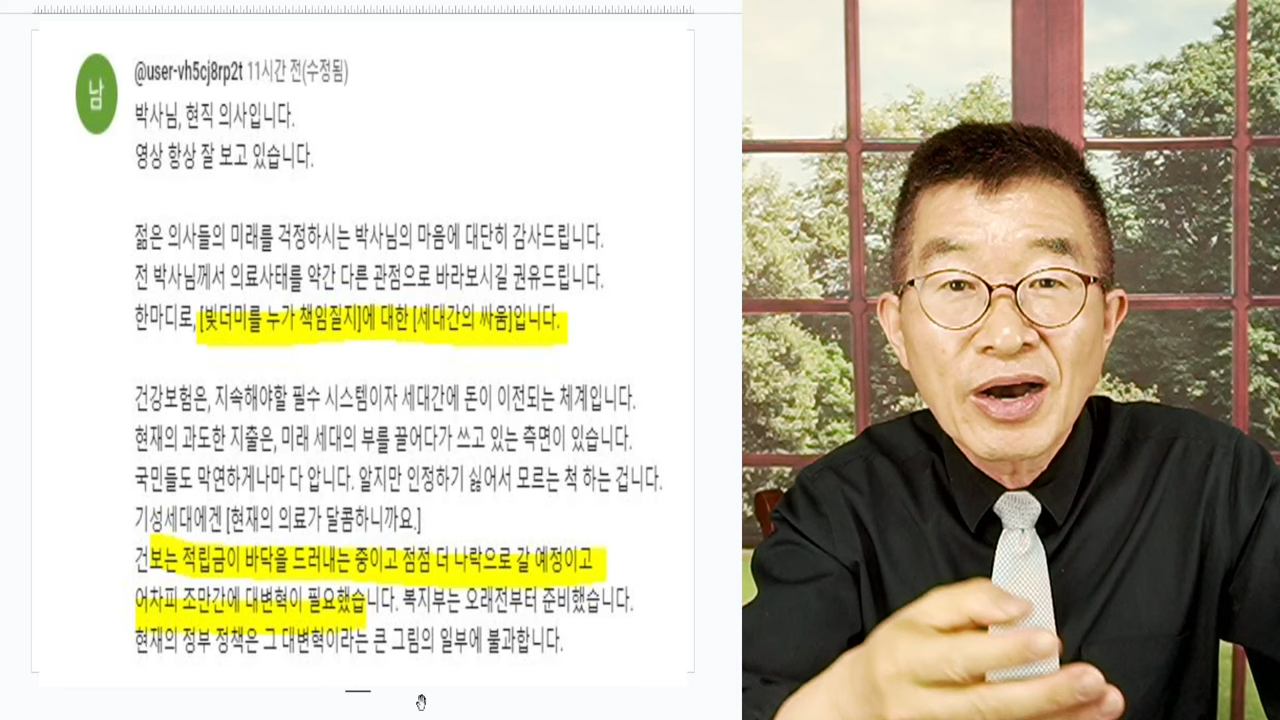 남
@user-vh5cj8rp2t 11시간 전(수정됨)
박사님, 현직 의사입니다.
영상 항상 잘 보고 있습니다.
젊은 의사들의 미래를 걱정하시는 박사님의 마음에 대단히 감사드립니다.
전 박사님께서 의료사태를 약간 다른 관점으로 바라보시길 권유드립니다.
한마디로, [빚더미를 누가 책임질지]에 대한 [세대간의 싸움]입니다.
건강보험은, 지속해야할 필수 시스템이자 세대간에 돈이 이전되는 체계입니다.
현재의 과도한 지출은, 미래 세대의 부를 끌어다가 쓰고 있는 측면이 있습니다.
국민들도 막연하게나마 다 압니다. 알지만 인정하기 싫어서 모르는 척 하는 겁니다.
기성세대에겐 [현재의 의료가 달콤하니까요.]
건보는 적립금이 바닥을 드러내는 중이고 점점 더 나락으로 갈 예정이고
어차피 조만간에 대변혁이 필요했습니다. 복지부는 오래전부터 준비했습니다.
현재의 정부 정책은 그 대변혁이라는 큰 그림의 일부에 불과합니다.